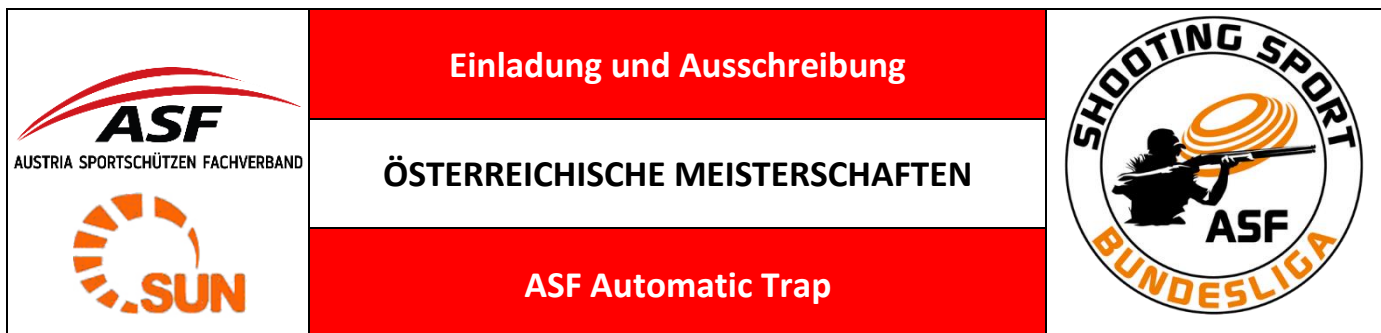 ASF
AUSTRIA SPORTSCHÜTZEN FACHVERBAND
SUN
Einladung und Ausschreibung
ÖSTERREICHISCHE MEISTERSCHAFTEN
ASF Automatic Trap
SHOOTING SPORT
ASF
BUNDESLIGA